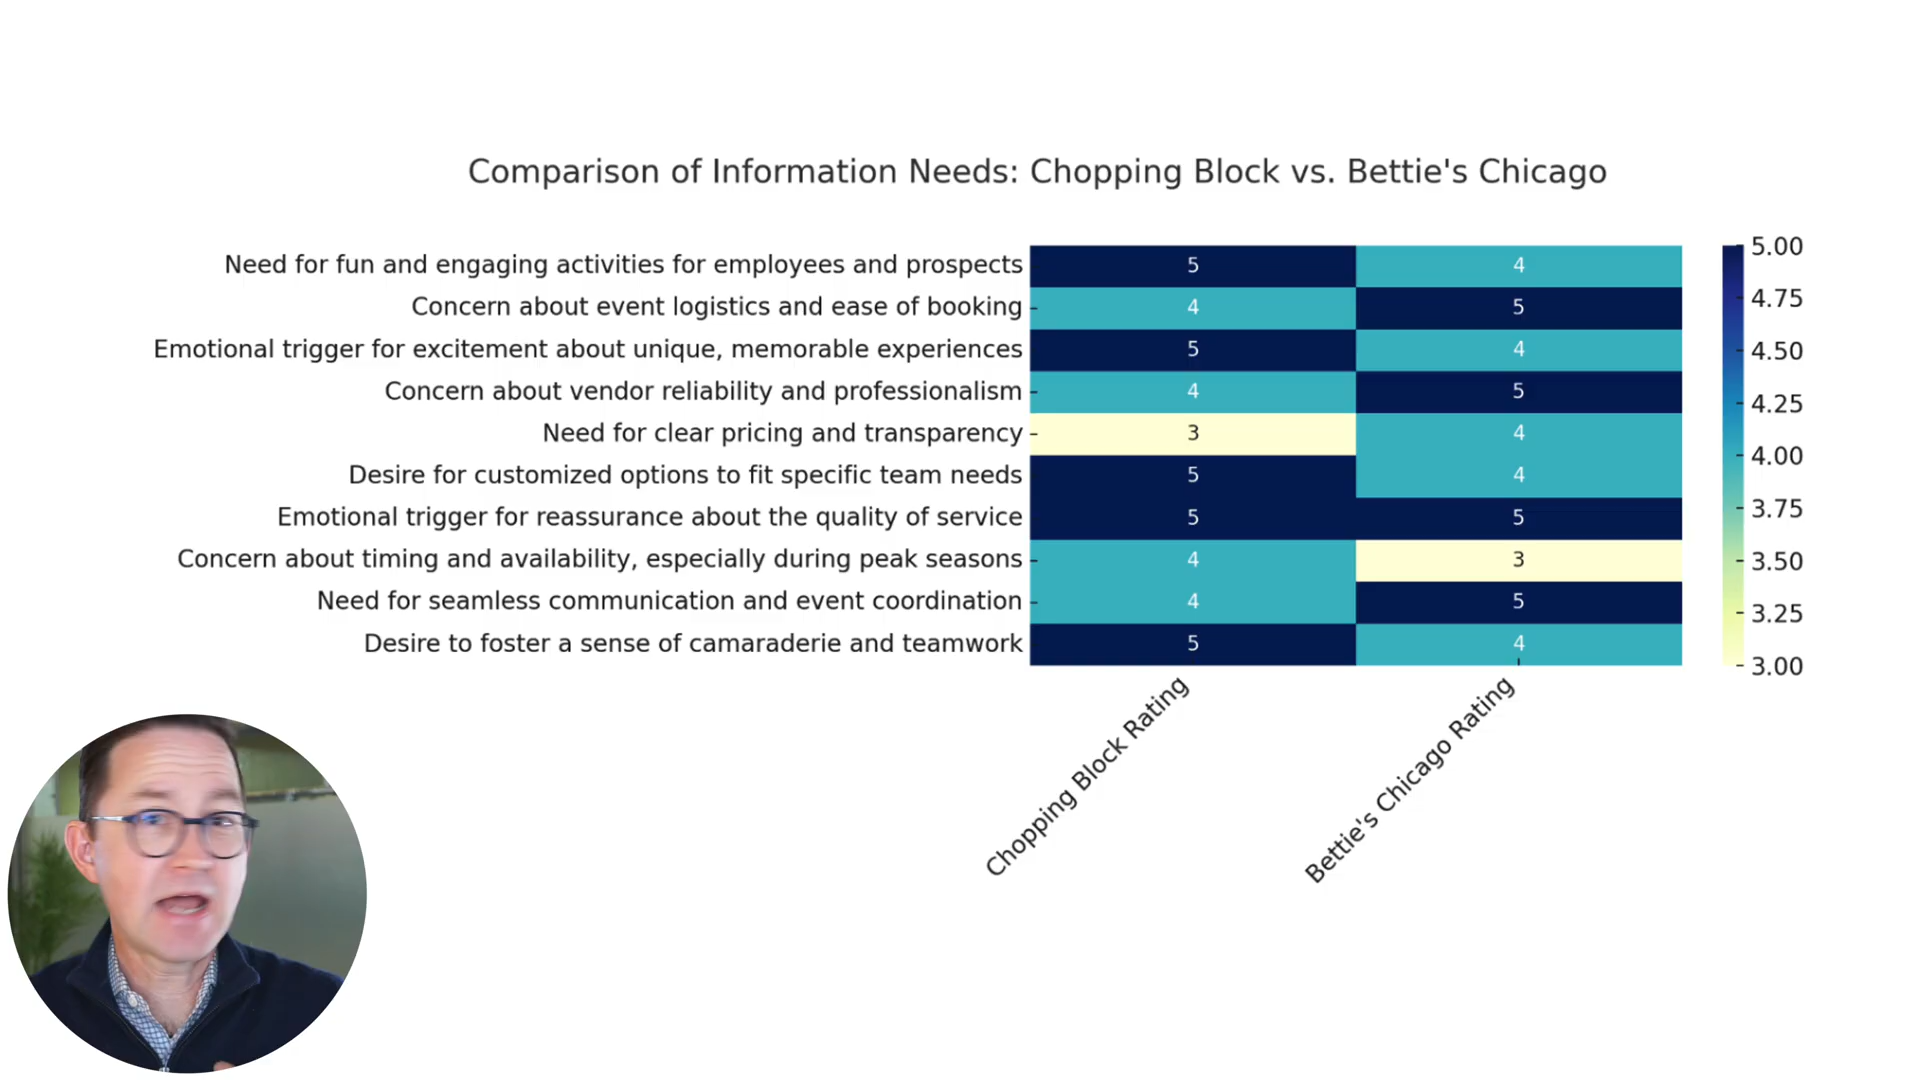 Comparison of Information Needs: Chopping Block vs. Bettie's Chicago
Need for fun and engaging activities for employees and prospects 5 4
Concern about event logistics and ease of booking 4 5
Emotional trigger for excitement about unique, memorable experiences 5 4
Concern about vendor reliability and professionalism 4 5
Need for clear pricing and transparency 3 4
Desire for customized options to fit specific team needs 5 4
Emotional trigger for reassurance about the quality of service 5 5
Concern about timing and availability, especially during peak seasons 4 3
Need for seamless communication and event coordination 4 5
Desire to foster a sense of camaraderie and teamwork 5 4
Chopping Block Rating
Bettie's Chicago Rating
5.00
4.75
4.50
4.25
4.00
3.75
3.50
3.25
3.00